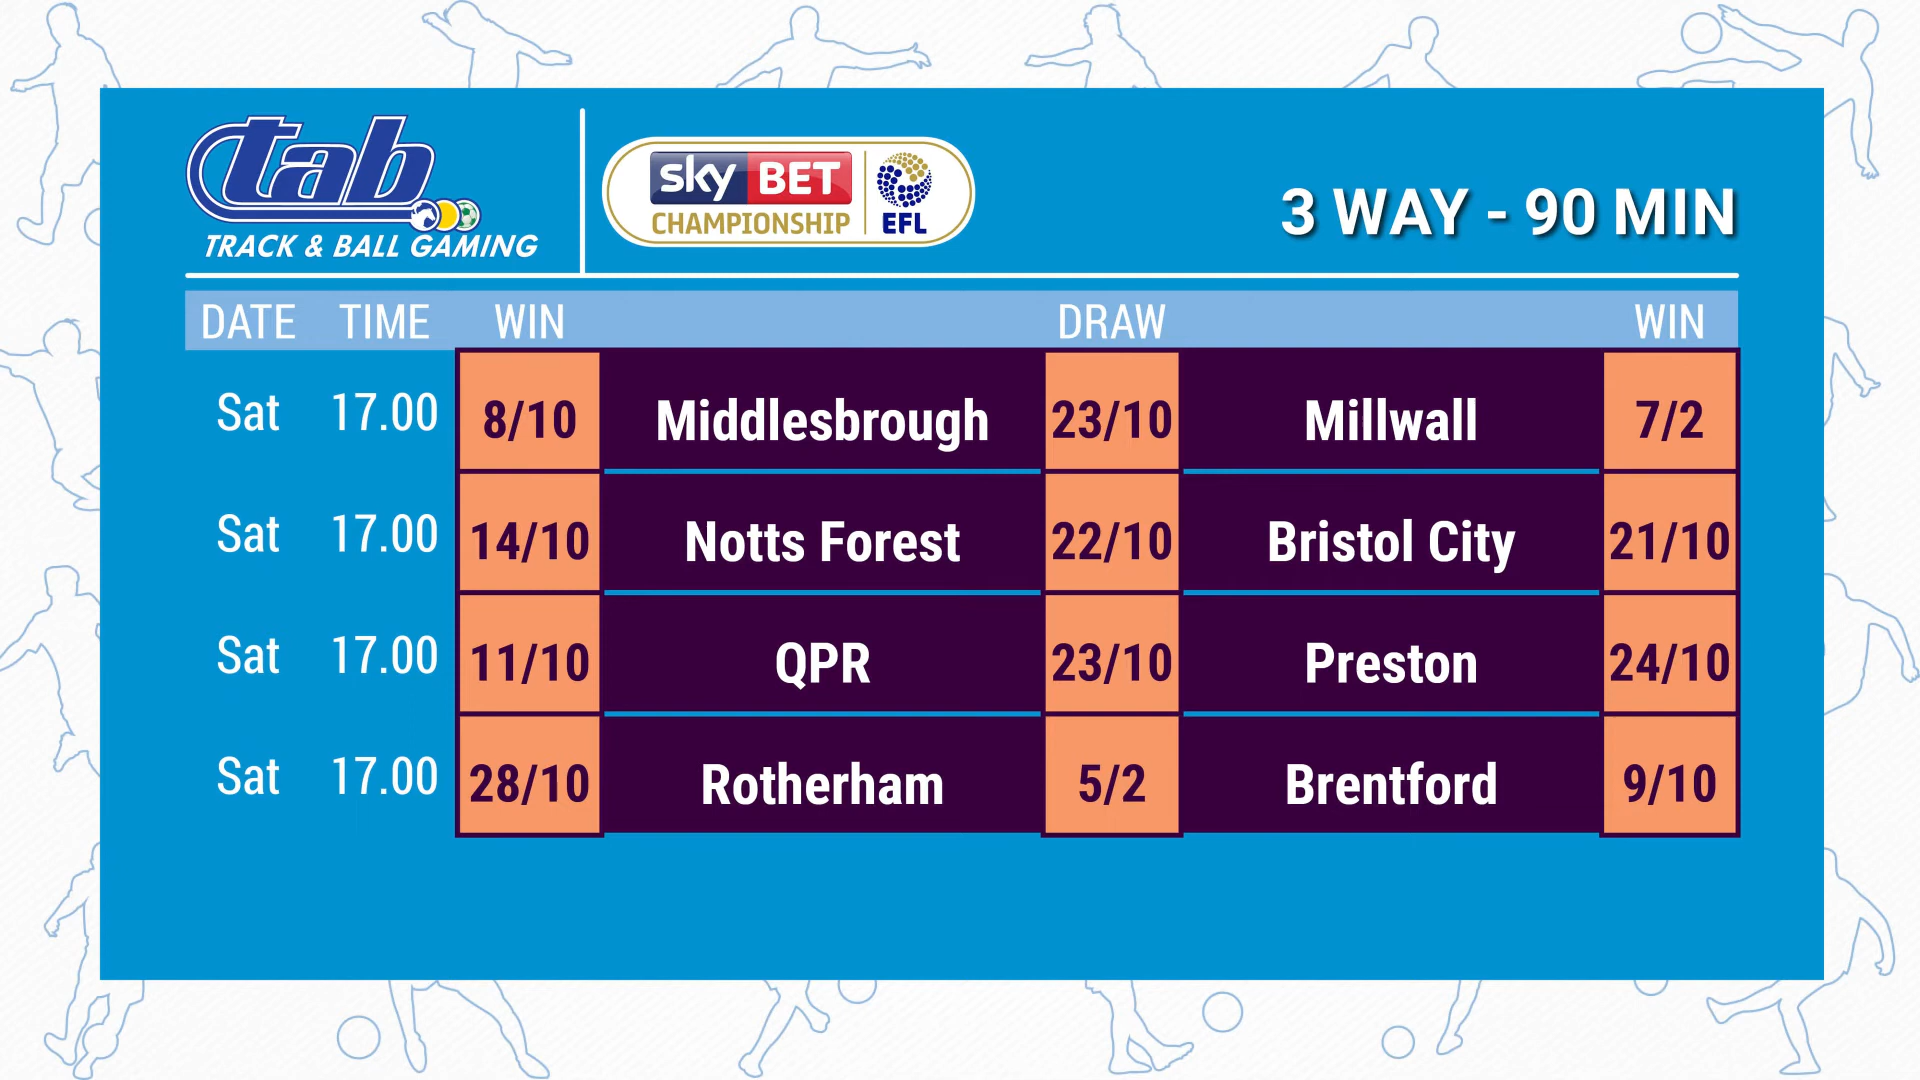 tab
TRACK & BALL GAMING
sky BET
CHAMPIONSHIP
EFL
3 WAY - 90 MIN
DATE TIME WIN DRAW WIN
Sat 17.00 8/10 Middlesbrough 23/10 Millwall 7/2
Sat 17.00 14/10 Notts Forest 22/10 Bristol City 21/10
Sat 17.00 11/10 QPR 23/10 Preston 24/10
Sat 17.00 28/10 Rotherham 5/2 Brentford 9/10